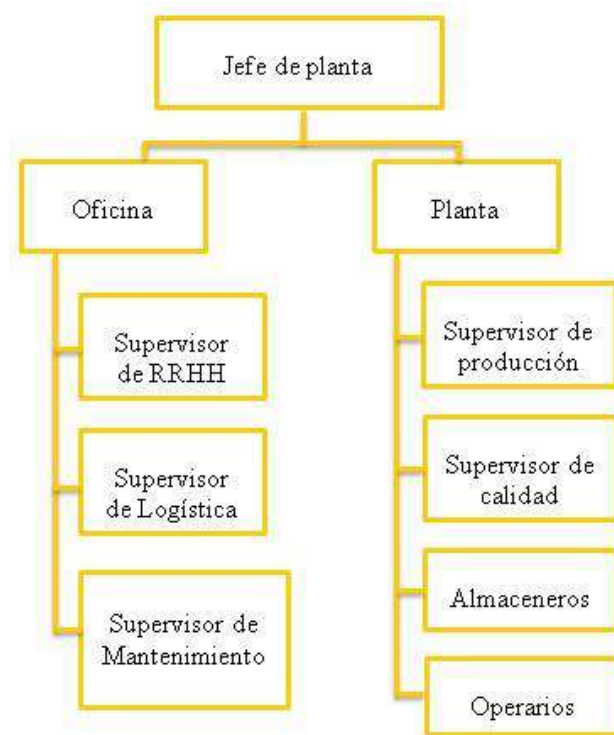 Jefe de planta
Oficina
Planta
Supervisor
de RRHH
Supervisor
de Logística
Supervisor de
Mantenimiento
Supervisor de
producción
Supervisor de
calidad
Almaceneros
Operarios